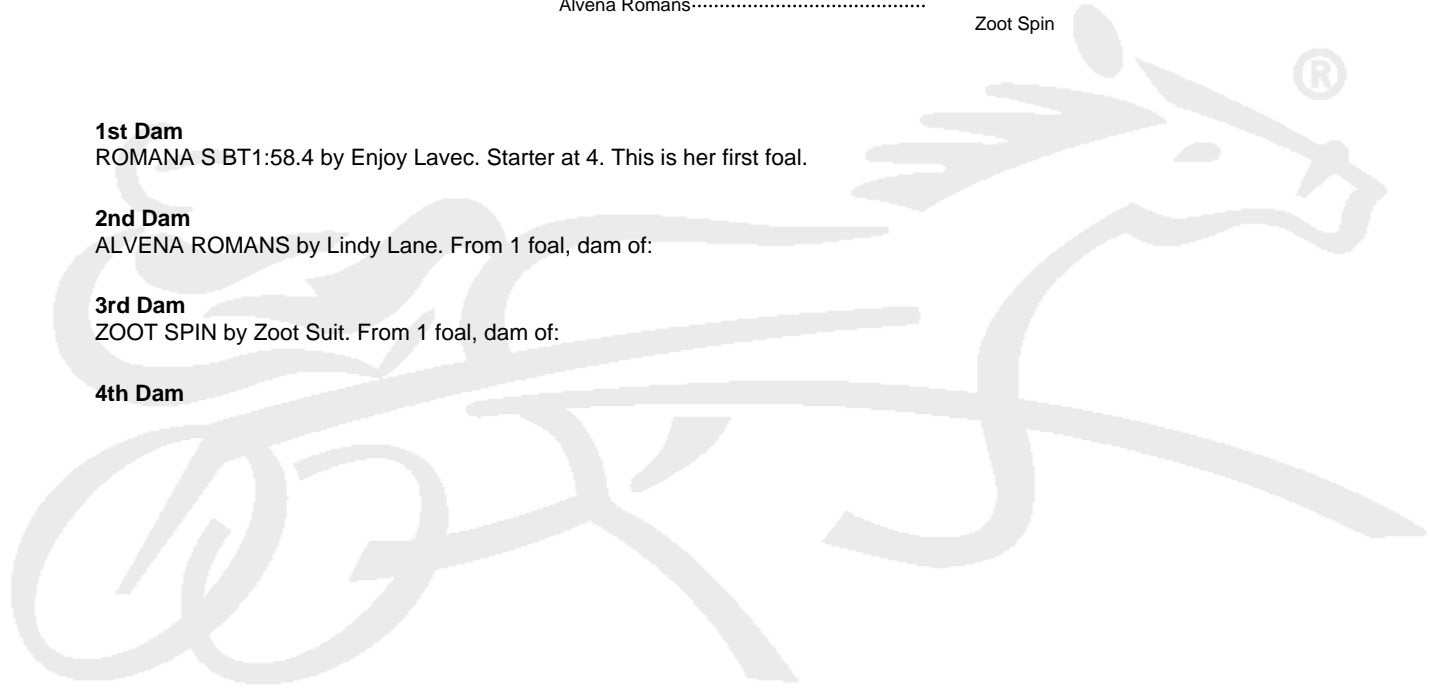 Alvena Romans..........................................
Zoot Spin
®
1st Dam
ROMANA S BT1:58.4 by Enjoy Lavec. Starter at 4. This is her first foal.
2nd Dam
ALVENA ROMANS by Lindy Lane. From 1 foal, dam of:
3rd Dam
ZOOT SPIN by Zoot Suit. From 1 foal, dam of:
4th Dam